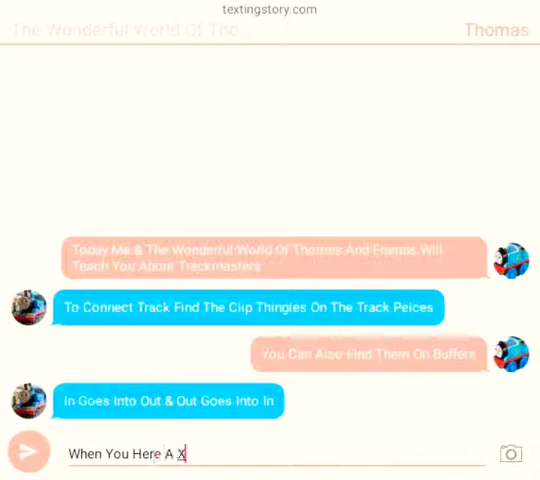 textingstory.com
The Wonderful World Of Tho...
Thomas
Today Me & The Wonderful World Of Thomas And Friends Will
Teach You About Trackmasters
To Connect Track Find The Clip Thingies On The Track Peices
You Can Also Find Them On Buffers
In Goes Into Out & Out Goes Into In
When You Here A X